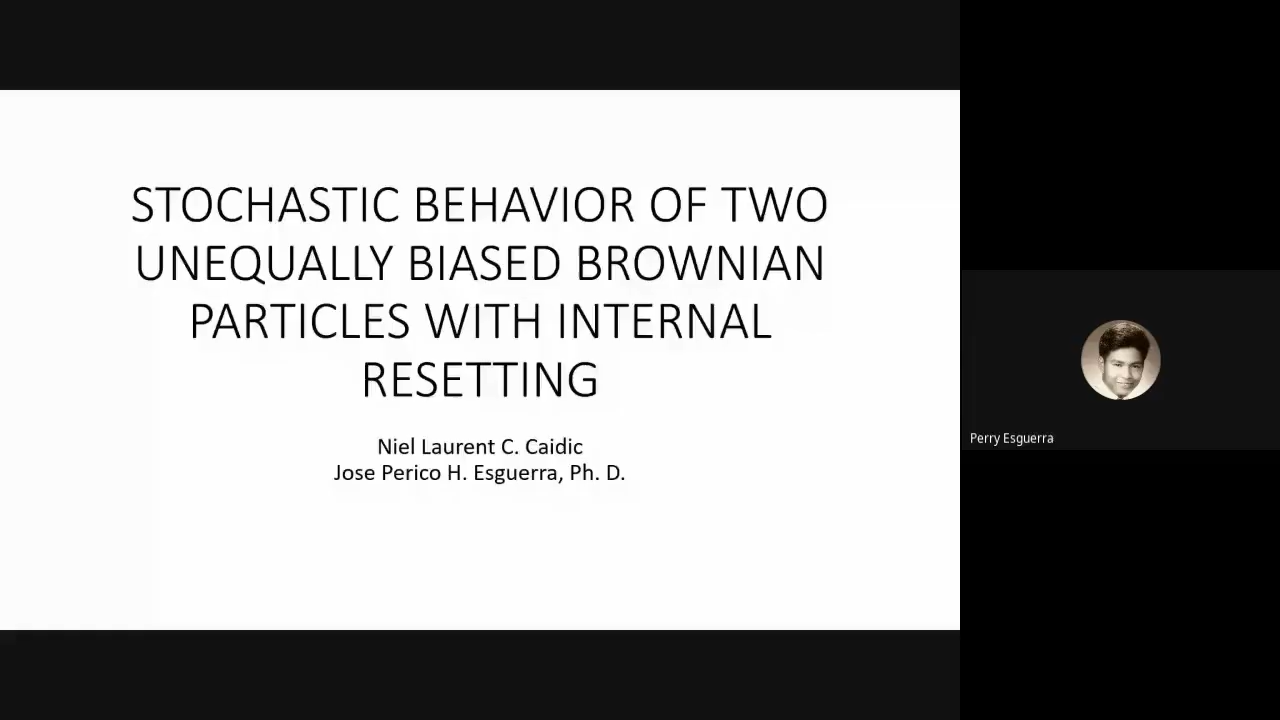 STOCHASTIC BEHAVIOR OF TWO
UNEQUALLY BIASED BROWNIAN
PARTICLES WITH INTERNAL
RESETTING
Niel Laurent C. Caidic
Jose Perico H. Esguerra, Ph. D.
Perry Esguerra